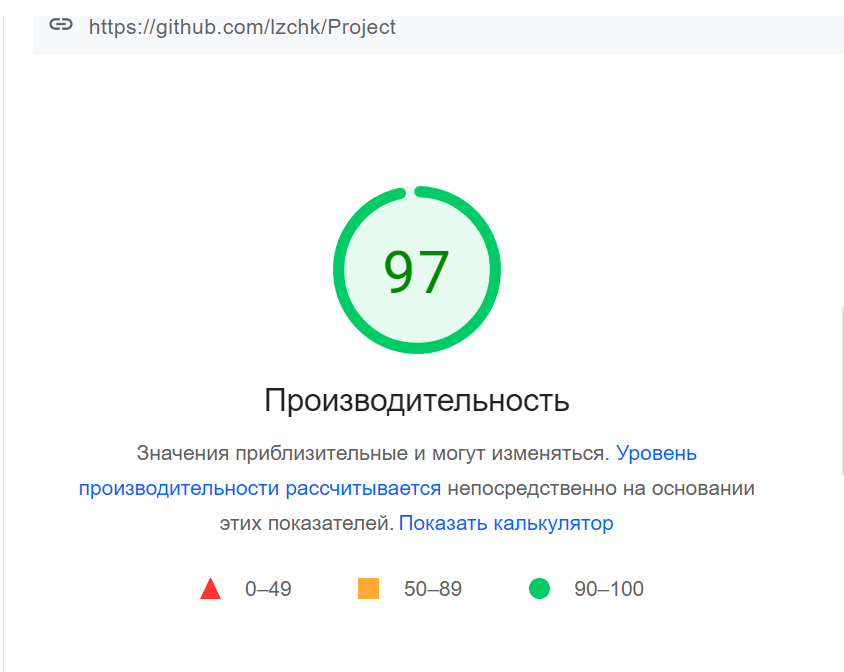 https://github.com/lzchk/Project
97
Производительность
Значения приблизительные и могут изменяться. Уровень
производительности рассчитывается непосредственно на основании
этих показателей. Показать калькулятор
0–49 50–89 90–100